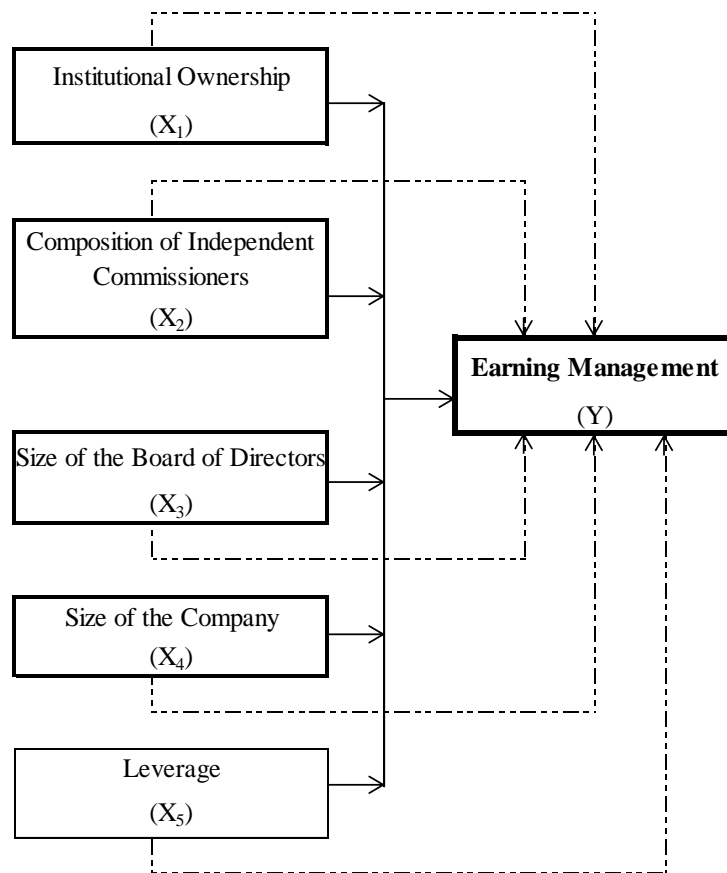 Institutional Ownership
(X₁)
Composition of Independent
Commissioners
(X₂)
Earning Management
(Y)
Size of the Board of Directors
(X₃)
Size of the Company
(X₄)
Leverage
(X₅)